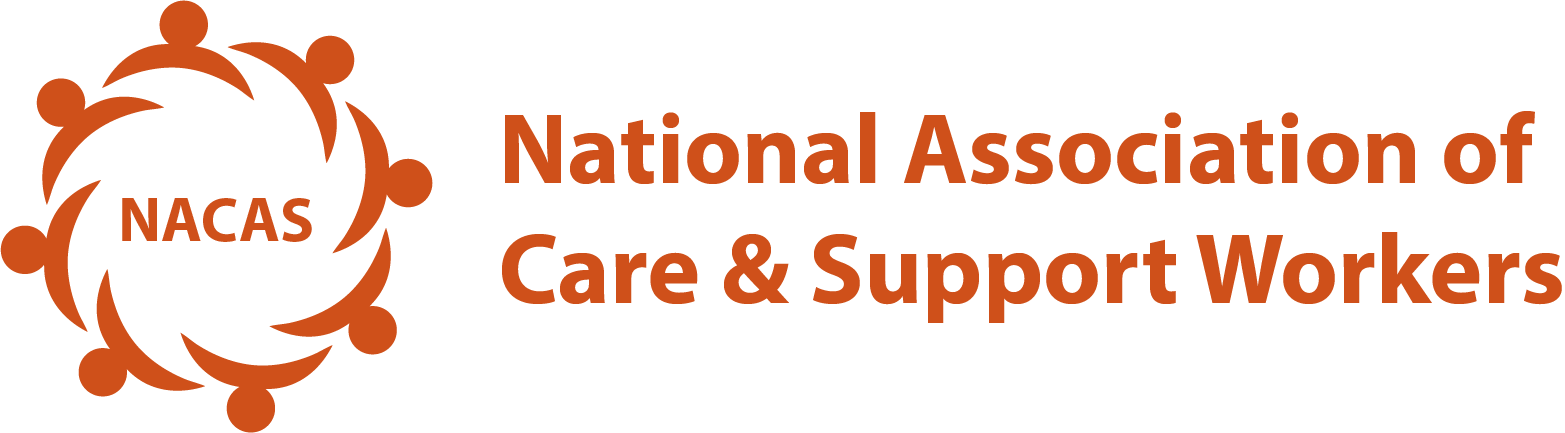 NACAS
National Association of
Care & Support Workers